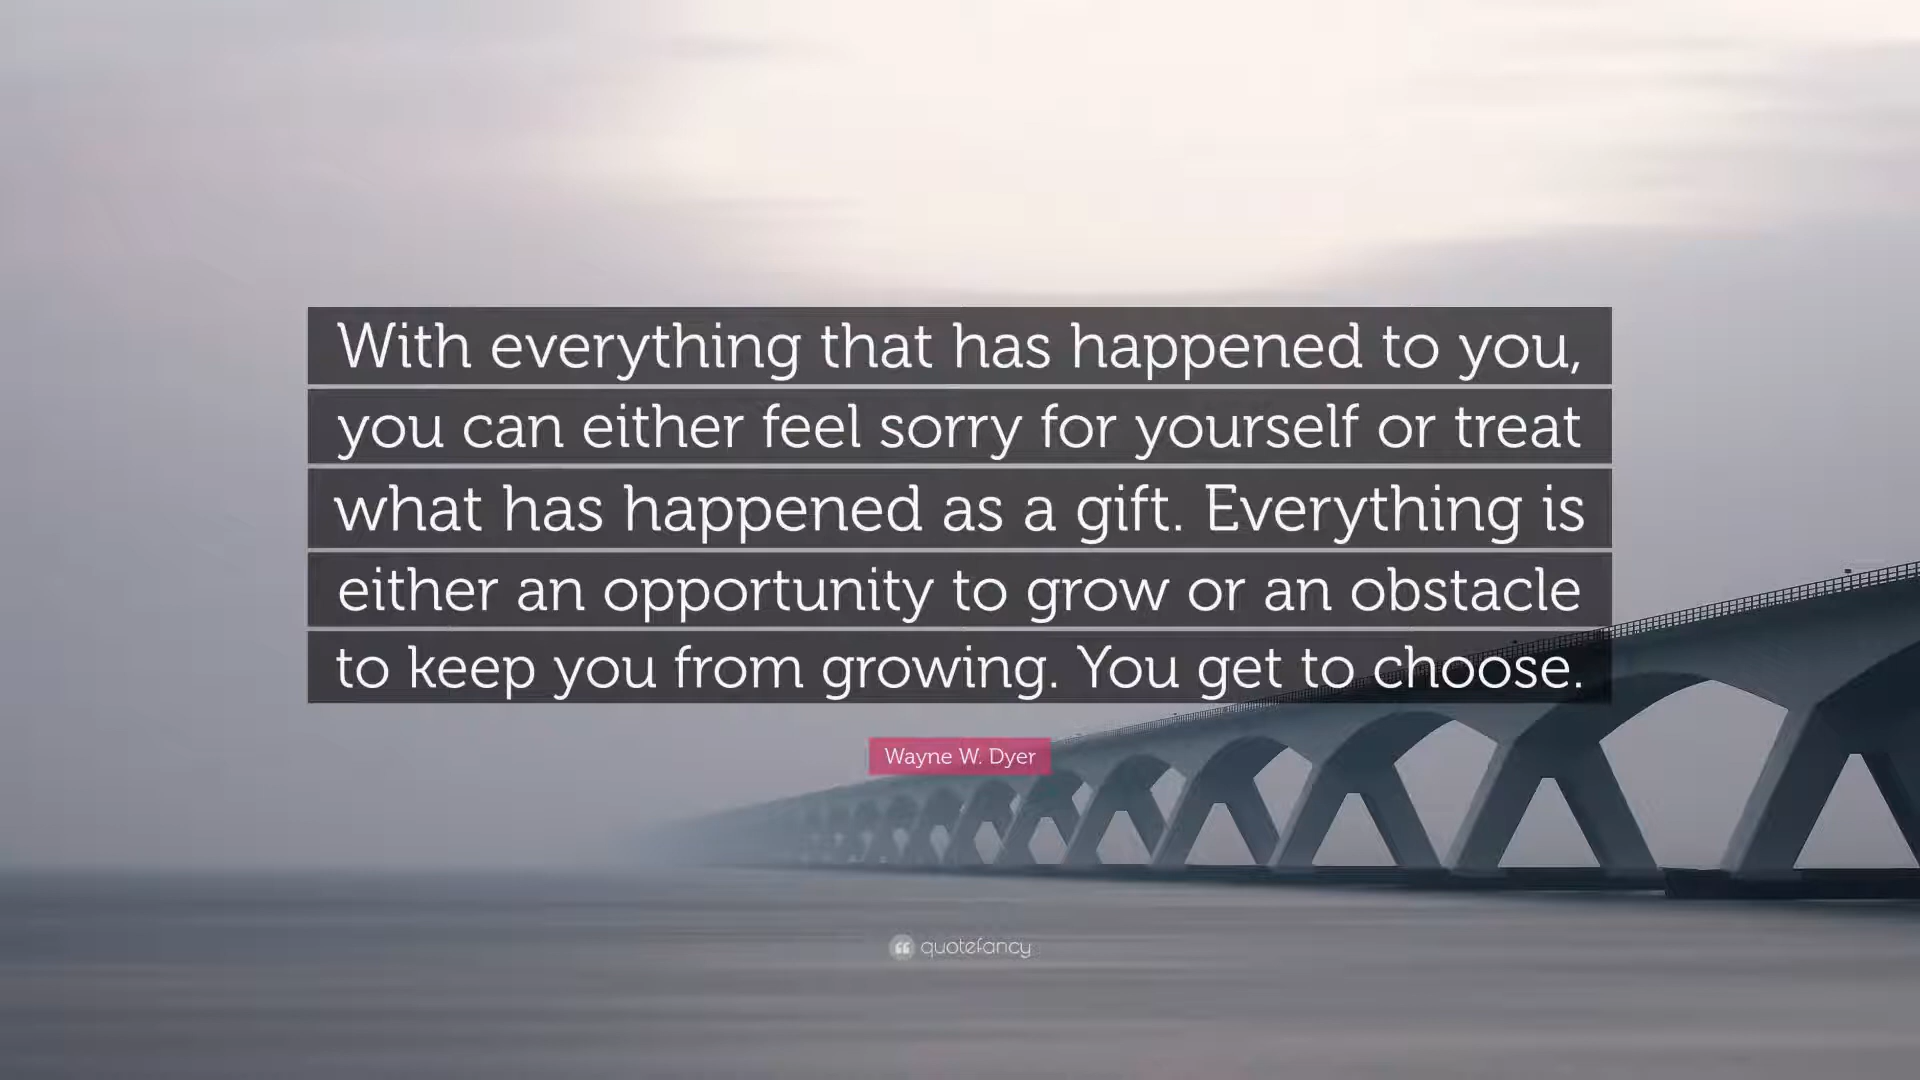 With everything that has happened to you,
you can either feel sorry for yourself or treat
what has happened as a gift. Everything is
either an opportunity to grow or an obstacle
to keep you from growing. You get to choose.
Wayne W. Dyer
quotefancy